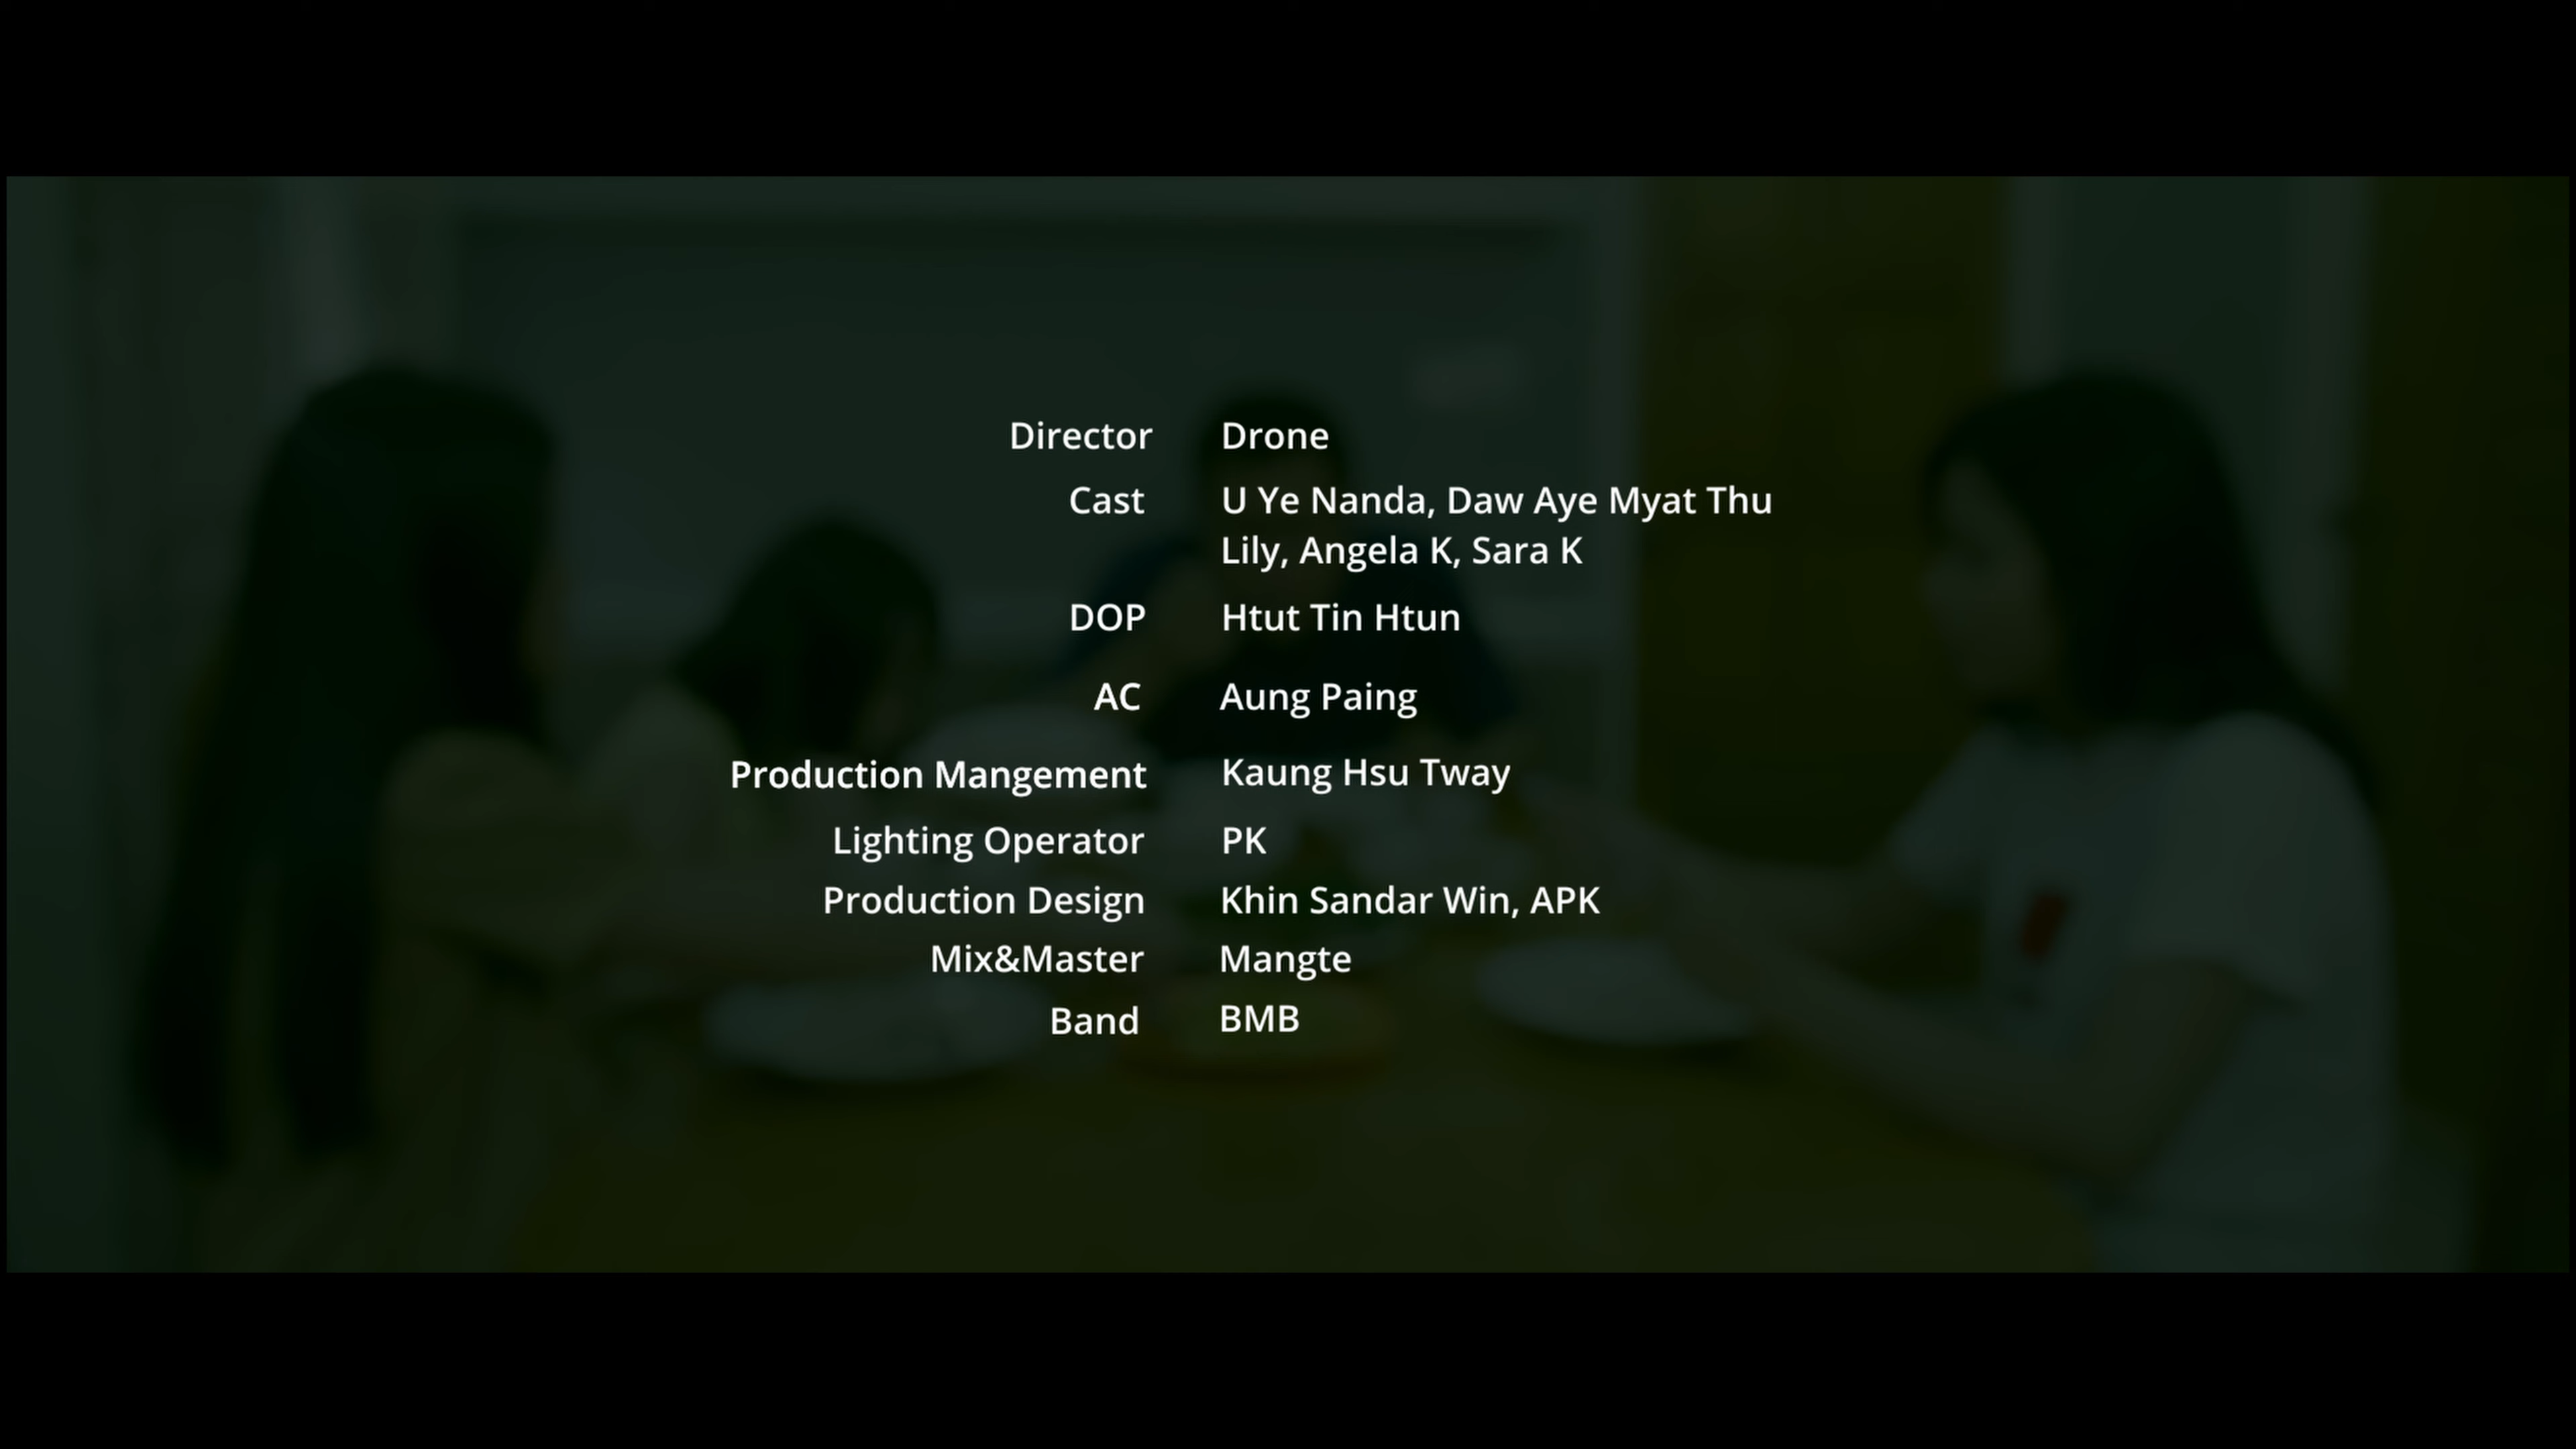 Director Drone
Cast U Ye Nanda, Daw Aye Myat Thu
Lily, Angela K, Sara K
DOP Htut Tin Htun
AC Aung Paing
Production Mangement Kaung Hsu Tway
Lighting Operator PK
Production Design Khin Sandar Win, APK
Mix&Master Mangte
Band BMB